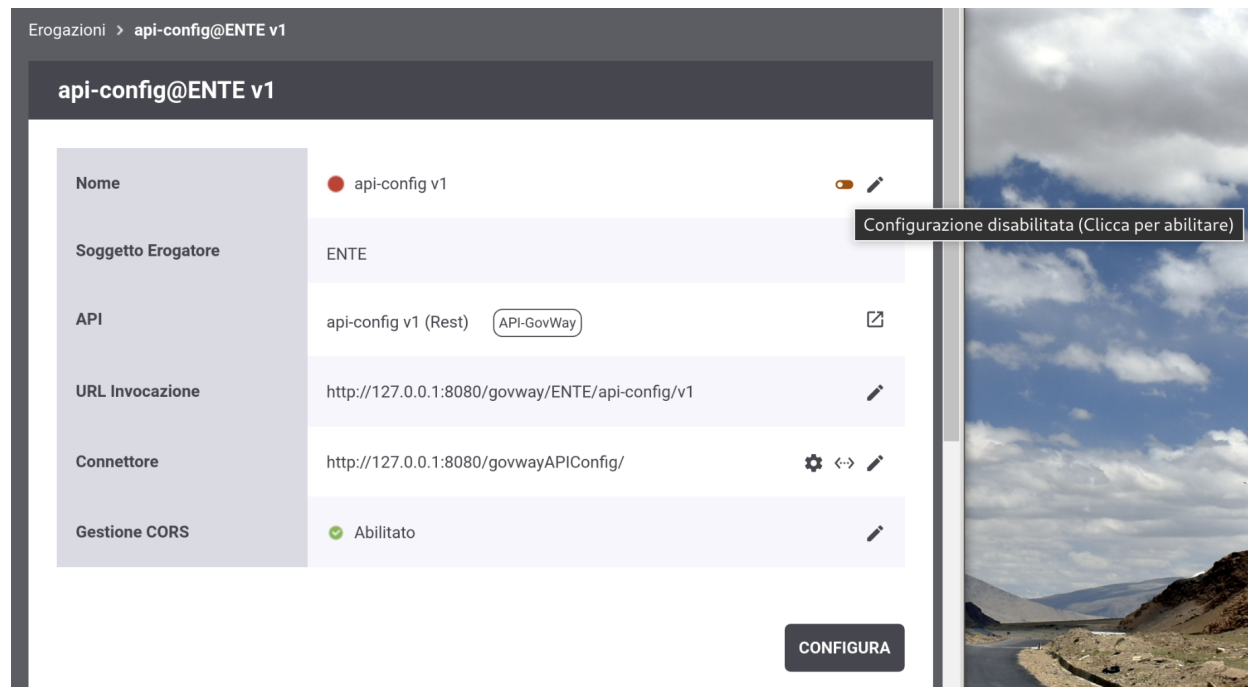 Erogazioni > api-config@ENTE v1
api-config@ENTE v1
Nome
api-config v1
Configurazione disabilitata (Clicca per abilitare)
Soggetto Erogatore
ENTE
API
api-config v1 (Rest) API-GovWay
URL Invocazione
http://127.0.0.1:8080/govway/ENTE/api-config/v1
Connettore
http://127.0.0.1:8080/govwayAPIConfig/
Gestione CORS
Abilitato
CONFIGURA